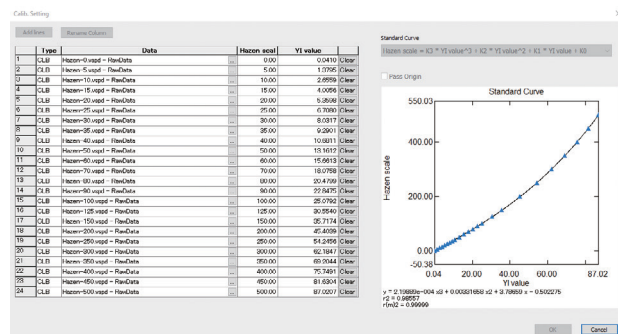 Calib. Setting
Add lines Rename Column
Type Data Hazen scal YI value
1 CLB Hazen-0.vspd - RawData ... 0.00 0.0410 Clear
2 CLB Hazen-5.vspd - RawData ... 5.00 1.3795 Clear
3 CLB Hazen-10.vspd - RawData ... 10.00 2.6559 Clear
4 CLB Hazen-15.vspd - RawData ... 15.00 4.0056 Clear
5 CLB Hazen-20.vspd - RawData ... 20.00 5.3598 Clear
6 CLB Hazen-25.vspd - RawData ... 25.00 6.7080 Clear
7 CLB Hazen-30.vspd - RawData ... 30.00 8.0317 Clear
8 CLB Hazen-35.vspd - RawData ... 35.00 9.2901 Clear
9 CLB Hazen-40.vspd - RawData ... 40.00 10.6811 Clear
10 CLB Hazen-50.vspd - RawData ... 50.00 13.1612 Clear
11 CLB Hazen-60.vspd - RawData ... 60.00 15.6613 Clear
12 CLB Hazen-70.vspd - RawData ... 70.00 18.0758 Clear
13 CLB Hazen-80.vspd - RawData ... 80.00 20.4799 Clear
14 CLB Hazen-90.vspd - RawData ... 90.00 22.8475 Clear
15 CLB Hazen-100.vspd - RawData ... 100.00 25.0792 Clear
16 CLB Hazen-125.vspd - RawData ... 125.00 30.5540 Clear
17 CLB Hazen-150.vspd - RawData ... 150.00 35.7174 Clear
18 CLB Hazen-200.vspd - RawData ... 200.00 45.4039 Clear
19 CLB Hazen-250.vspd - RawData ... 250.00 54.2456 Clear
20 CLB Hazen-300.vspd - RawData ... 300.00 62.1847 Clear
21 CLB Hazen-350.vspd - RawData ... 350.00 69.2044 Clear
22 CLB Hazen-400.vspd - RawData ... 400.00 75.7491 Clear
23 CLB Hazen-450.vspd - RawData ... 450.00 81.6304 Clear
24 CLB Hazen-500.vspd - RawData ... 500.00 87.0207 Clear
Standard Curve
Hazen scale = K3 * YI value^3 + K2 * YI value^2 + K1 * YI value + K0
Pass Origin
Standard Curve
550.03
400.00
200.00
0.00
-50.38
Hazen scale
0.04 20.00 40.00 60.00 87.02
YI value
r2 = 0.98557
r(m)2 = 0.99999
OK Cancel